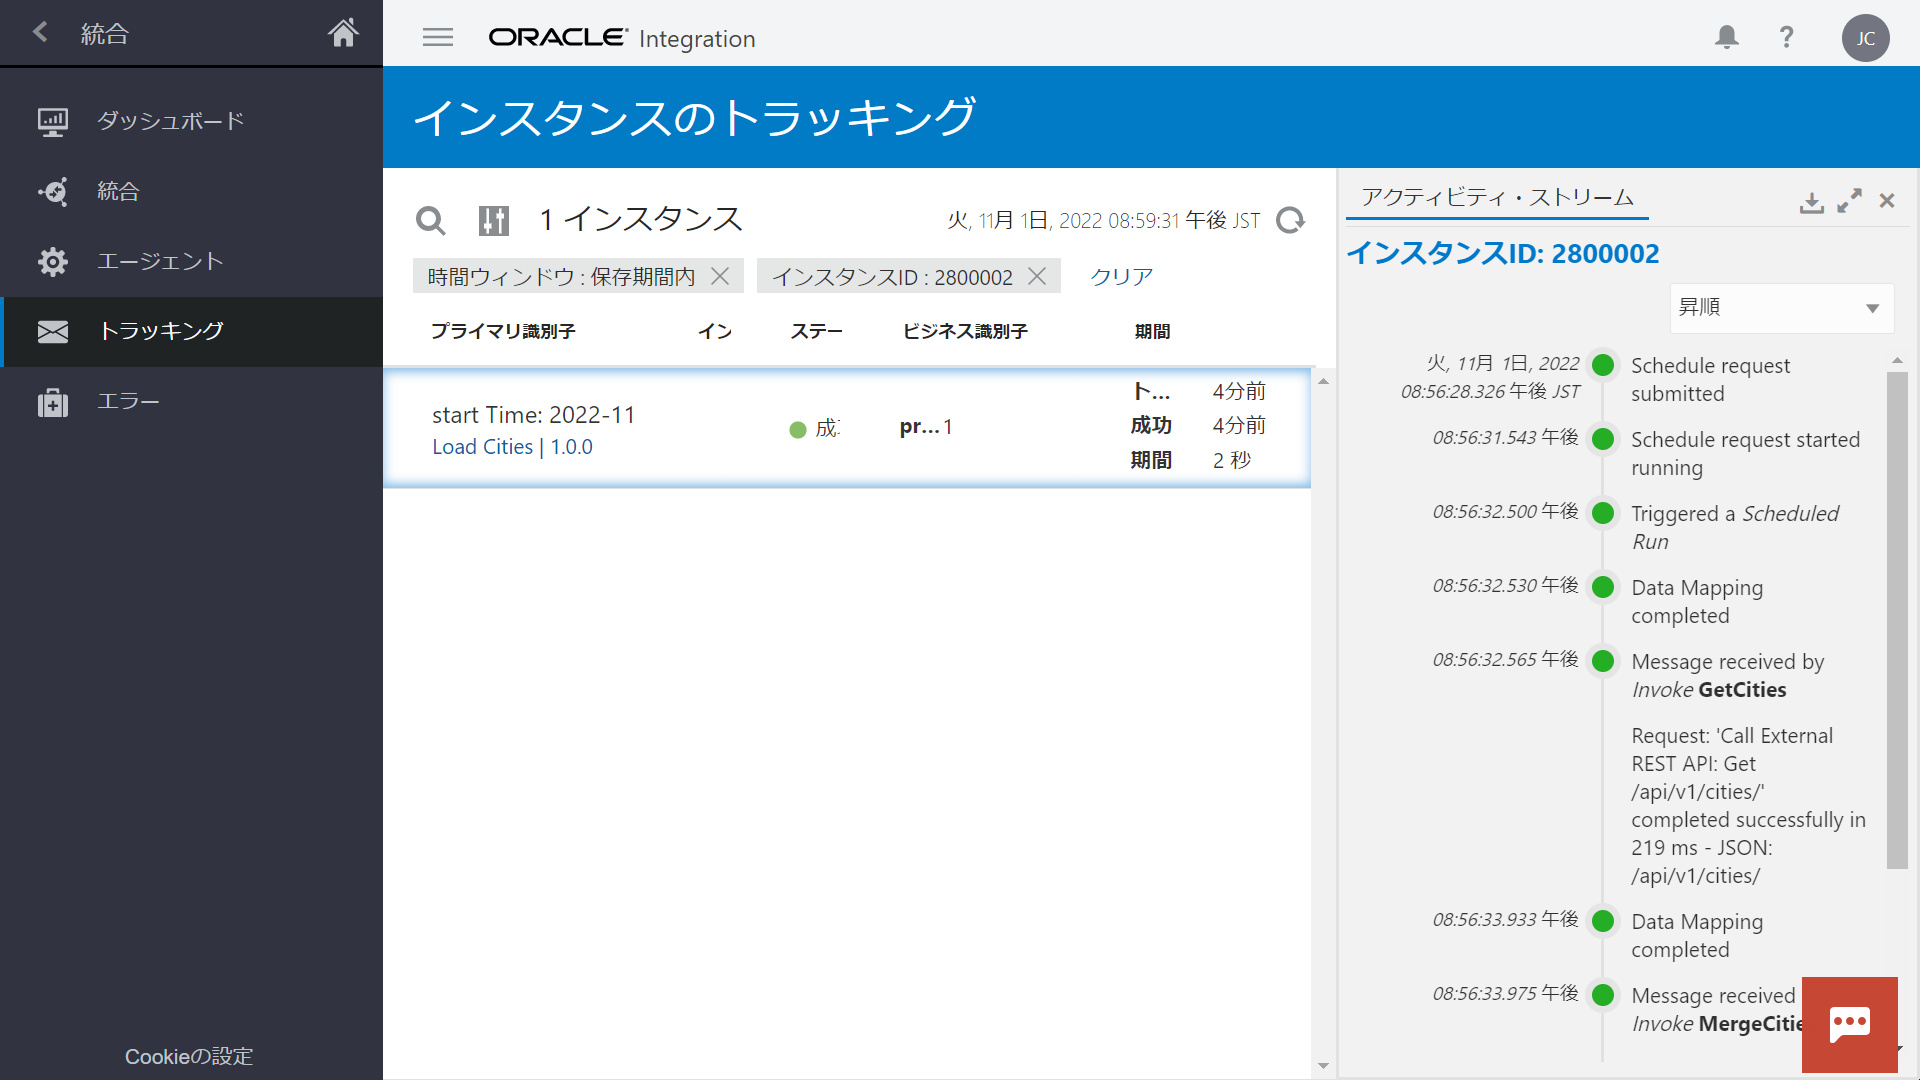 統合
ORACLE Integration
JC
ダッシュボード
統合
エージェント
トラッキング
エラー
Cookieの設定
インスタンスのトラッキング
1 インスタンス
火, 11月 1日, 2022 08:59:31 午後 JST
時間ウィンドウ : 保存期間内
インスタンスID : 2800002
クリア
プライマリ識別子 イン ステー ビジネス識別子 期間
start Time: 2022-11
Load Cities | 1.0.0
成
pr... 1
ト... 4分前
成功 4分前
期間 2 秒
アクティビティ・ストリーム
インスタンスID: 2800002
昇順
火, 11月 1日, 2022
08:56:28.326 午後 JST
Schedule request
submitted
08:56:31.543 午後
Schedule request started
running
08:56:32.500 午後
Triggered a Scheduled
Run
08:56:32.530 午後
Data Mapping
completed
08:56:32.565 午後
Message received by
Invoke GetCities
Request: 'Call External
REST API: Get
/api/v1/cities/'
completed successfully in
219 ms - JSON:
/api/v1/cities/
08:56:33.933 午後
Data Mapping
completed
08:56:33.975 午後
Message received
Invoke MergeCitie